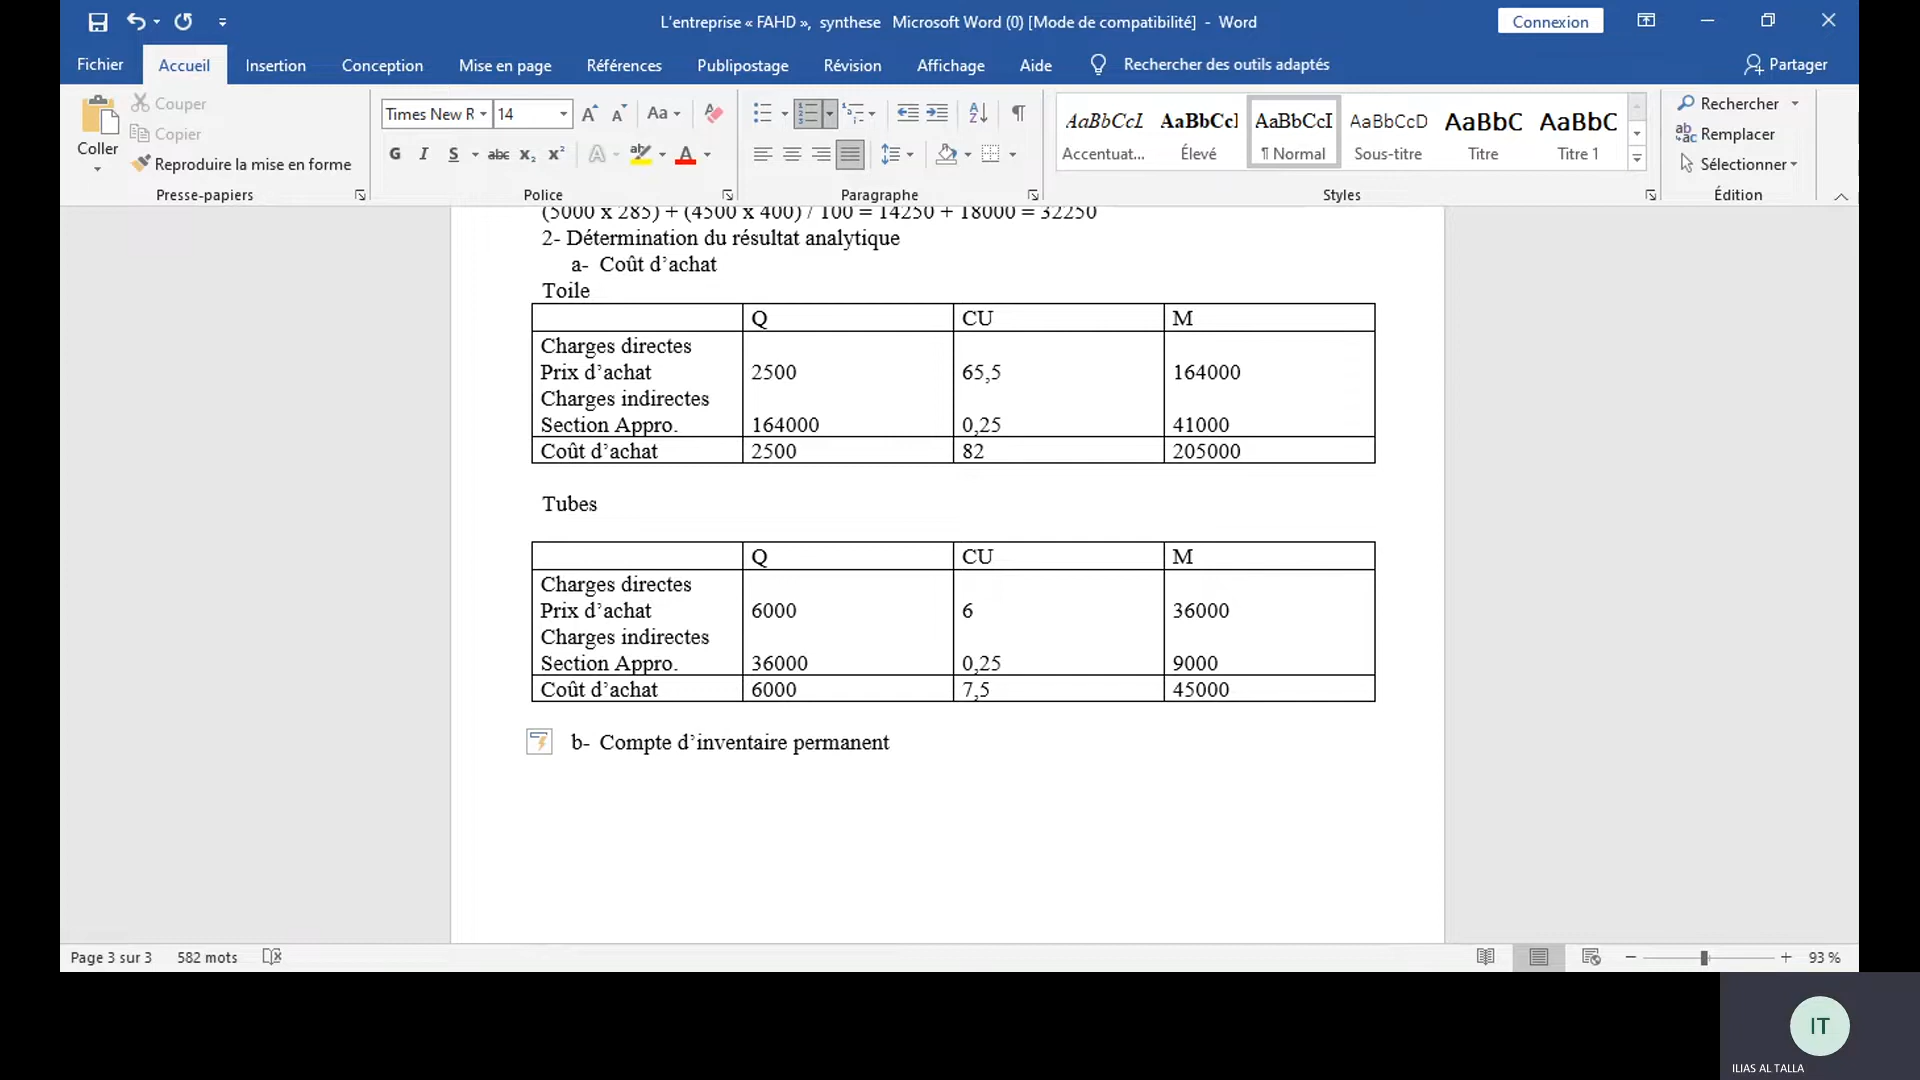 L'entreprise « FAHD », synthese Microsoft Word (0) [Mode de compatibilité] - Word
Connexion
Fichier Accueil Insertion Conception Mise en page Références Publipostage Révision Affichage Aide Rechercher des outils adaptés Partager
Coller
Couper
Copier
Reproduire la mise en forme
Presse-papiers
Times New R 14
Aa
G I S abc x₂ x² A ab A
Police
Paragraphe
AaBbCcI AaBbCcI AaBbCcI AaBbCcD AaBbC AaBbC
Accentuat... Élevé ¶ Normal Sous-titre Titre Titre 1
Styles
Rechercher
Remplacer
Sélectionner
Édition
(5000 x 285) + (4500 x 400) / 100 = 14250 + 18000 = 32250
2- Détermination du résultat analytique
a- Coût d'achat
Toile
Q CU M
Charges directes
Prix d'achat 2500 65,5 164000
Charges indirectes
Section Appro. 164000 0,25 41000
Coût d'achat 2500 82 205000
Tubes
Q CU M
Charges directes
Prix d'achat 6000 6 36000
Charges indirectes
Section Appro. 36000 0,25 9000
Coût d'achat 6000 7,5 45000
b- Compte d'inventaire permanent
Page 3 sur 3 582 mots 93 %
IT
ILIAS AL TALLA